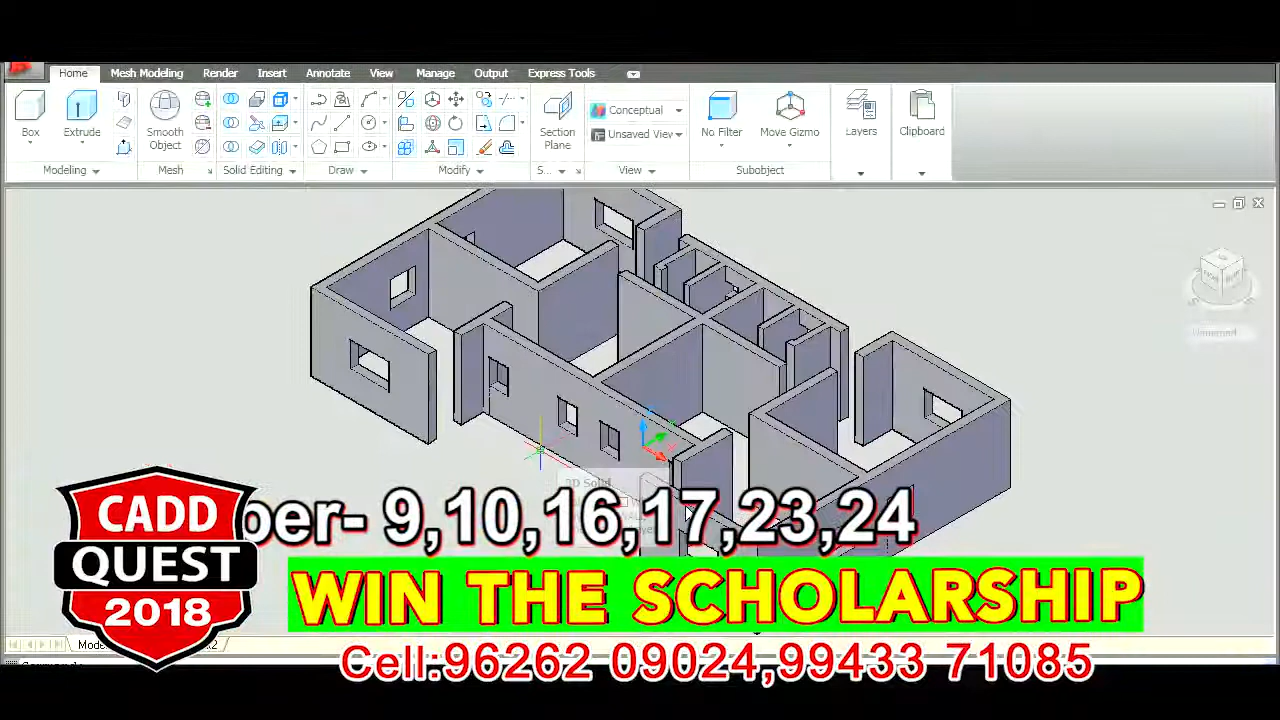 Home Mesh Modeling Render Insert Annotate View Manage Output Express Tools
Box Extrude Smooth Object Section Plane Conceptual Unsaved View No Filter Move Gizmo Layers Clipboard
Modeling Mesh Solid Editing Draw Modify S... View Subobject
3D Solid
CADD
QUEST
2018
ber- 9,10,16,17,23,24
WIN THE SCHOLARSHIP
Cell:96262 09024,99433 71085